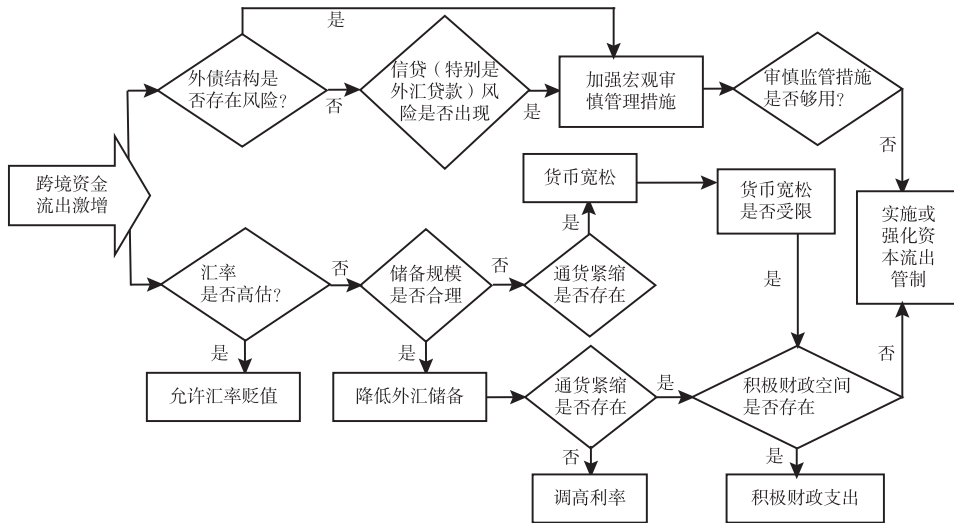 是
外债结构是
否存在风险?
否
信贷(特别是
外汇贷款)风
险是否出现
是
加强宏观审
慎管理措施
审慎监管措施
是否够用?
否
跨境资金
流出激增
货币宽松
货币宽松
是否受限
实施或
强化资
本流出
管制
是
汇率
是否高估?
否
储备规模
是否合理
否
通货紧缩
是否存在
是
是
是
否
允许汇率贬值
降低外汇储备
通货紧缩
是否存在
是
积极财政空间
是否存在
否
是
调高利率
积极财政支出